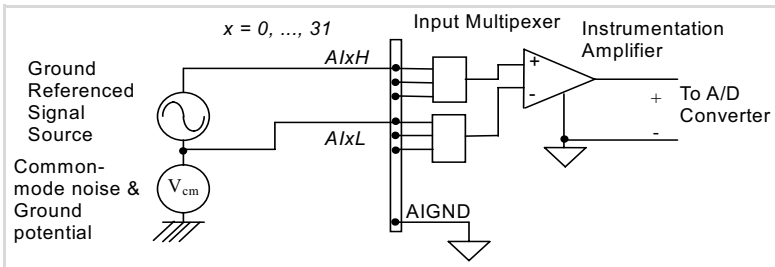 x = 0, ..., 31
Input Multipexer
Instrumentation
Amplifier
Ground
Referenced
Signal
Source
AIxH
+
-
+
-
To A/D
Converter
AIxL
Common-
mode noise &
Ground
potential
Vcm
AIGND